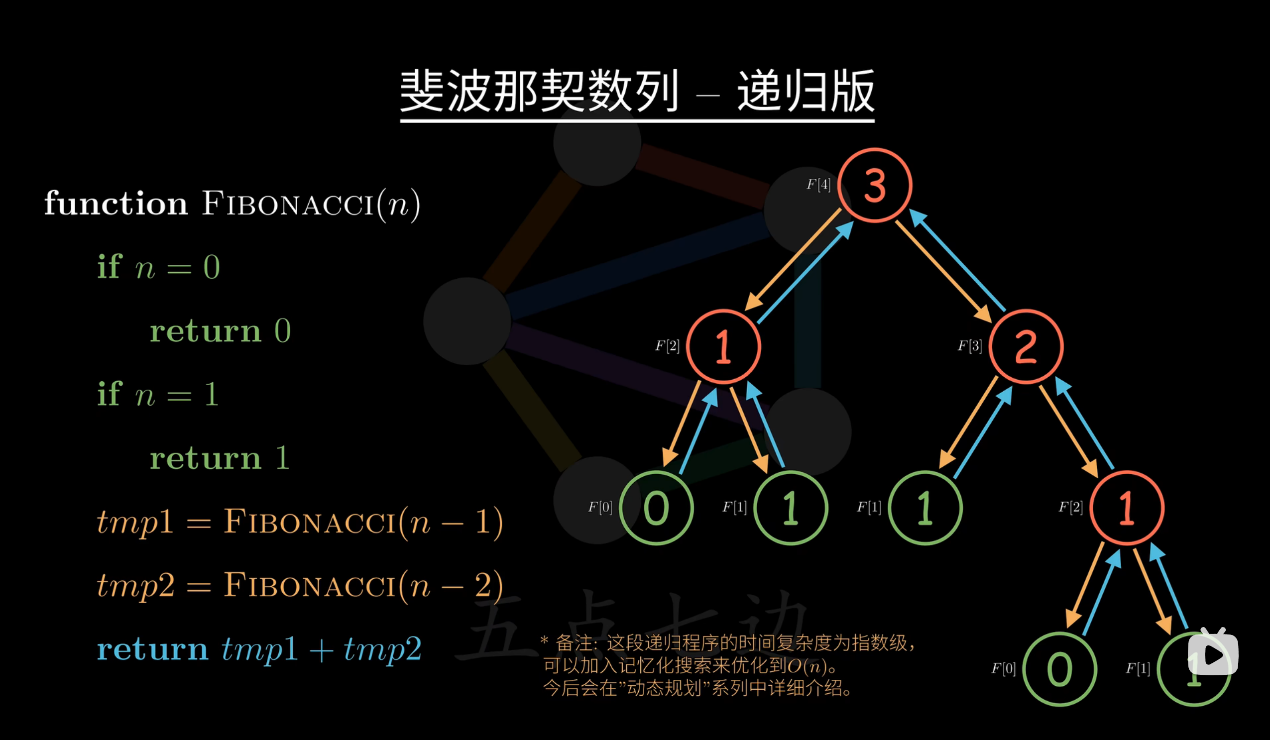 斐波那契数列 – 递归版
function FIBONACCI(n)
if n = 0
return 0
if n = 1
return 1
tmp1 = FIBONACCI(n − 1)
tmp2 = FIBONACCI(n − 2)
return tmp1 + tmp2
F[4] 3
F[2] 1
F[3] 2
F[0] 0
F[1] 1
F[1] 1
F[2] 1
F[0] 0
F[1] 1
五点七边
* 备注: 这段递归程序的时间复杂度为指数级,
可以加入记忆化搜索来优化到O(n)。
今后会在"动态规划"系列中详细介绍。